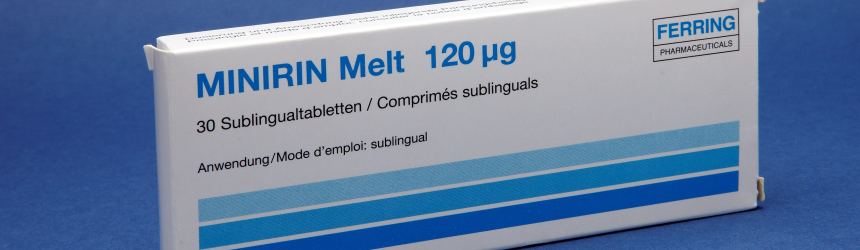 MINIRIN Melt 120 µg
FERRING
PHARMACEUTICALS
30 Sublingualtabletten / Comprimés sublinguals
Anwendung/Mode d'emploi: sublingual